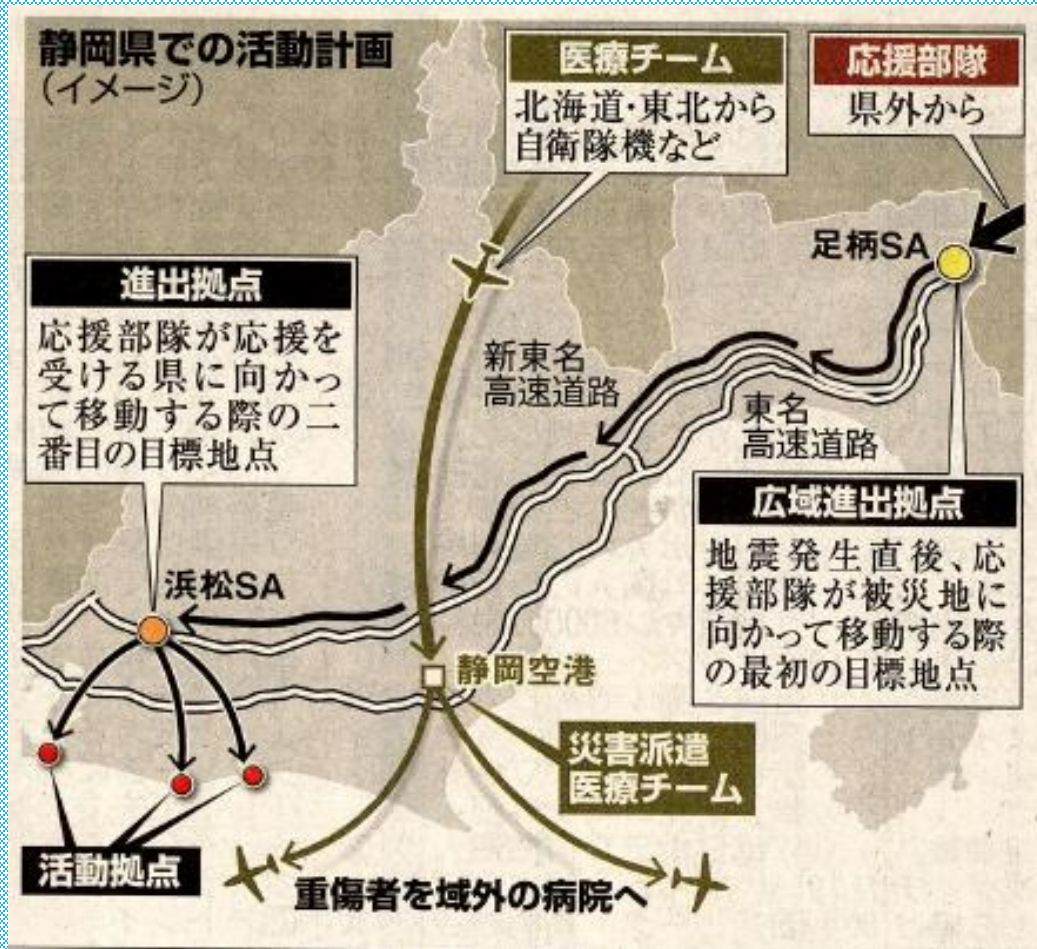 静岡県での活動計画
(イメージ)
医療チーム
北海道・東北から
自衛隊機など
応援部隊
県外から
足柄SA
進出拠点
応援部隊が応援を
受ける県に向かっ
て移動する際の二
番目の目標地点
新東名
高速道路
東名
高速道路
広域進出拠点
地震発生直後、応
援部隊が被災地に
向かって移動する際
の最初の目標地点
浜松SA
静岡空港
災害派遣
医療チーム
活動拠点
重傷者を域外の病院へ